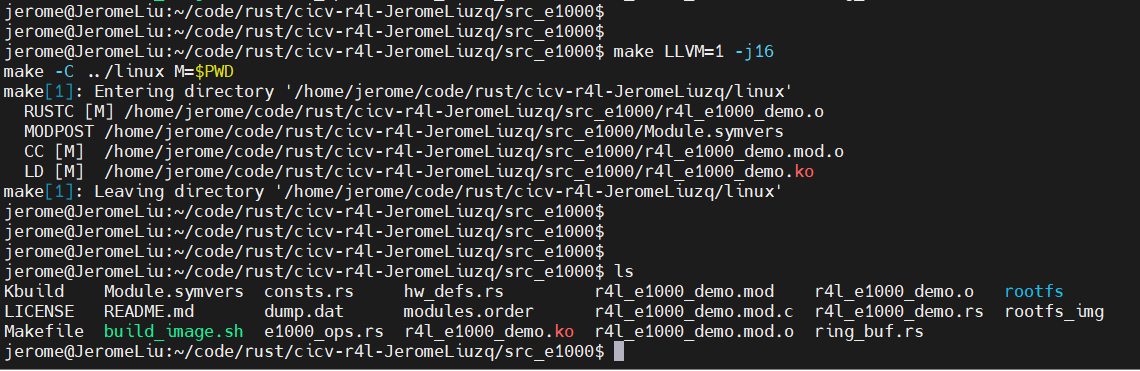 jerome@JeromeLiu:~/code/rust/cicv-r4l-JeromeLiuzq/src_e1000$
jerome@JeromeLiu:~/code/rust/cicv-r4l-JeromeLiuzq/src_e1000$
jerome@JeromeLiu:~/code/rust/cicv-r4l-JeromeLiuzq/src_e1000$ make LLVM=1 -j16
make -C ../linux M=$PWD
make[1]: Entering directory '/home/jerome/code/rust/cicv-r4l-JeromeLiuzq/linux'
  RUSTC [M] /home/jerome/code/rust/cicv-r4l-JeromeLiuzq/src_e1000/r4l_e1000_demo.o
  MODPOST /home/jerome/code/rust/cicv-r4l-JeromeLiuzq/src_e1000/Module.symvers
  CC [M]  /home/jerome/code/rust/cicv-r4l-JeromeLiuzq/src_e1000/r4l_e1000_demo.mod.o
  LD [M]  /home/jerome/code/rust/cicv-r4l-JeromeLiuzq/src_e1000/r4l_e1000_demo.ko
make[1]: Leaving directory '/home/jerome/code/rust/cicv-r4l-JeromeLiuzq/linux'
jerome@JeromeLiu:~/code/rust/cicv-r4l-JeromeLiuzq/src_e1000$
jerome@JeromeLiu:~/code/rust/cicv-r4l-JeromeLiuzq/src_e1000$
jerome@JeromeLiu:~/code/rust/cicv-r4l-JeromeLiuzq/src_e1000$
jerome@JeromeLiu:~/code/rust/cicv-r4l-JeromeLiuzq/src_e1000$ ls
Kbuild    Module.symvers  consts.rs     hw_defs.rs         r4l_e1000_demo.mod    r4l_e1000_demo.o   rootfs
LICENSE   README.md       dump.dat      modules.order      r4l_e1000_demo.mod.c  r4l_e1000_demo.rs  rootfs_img
Makefile  build_image.sh  e1000_ops.rs  r4l_e1000_demo.ko  r4l_e1000_demo.mod.o  ring_buf.rs
jerome@JeromeLiu:~/code/rust/cicv-r4l-JeromeLiuzq/src_e1000$